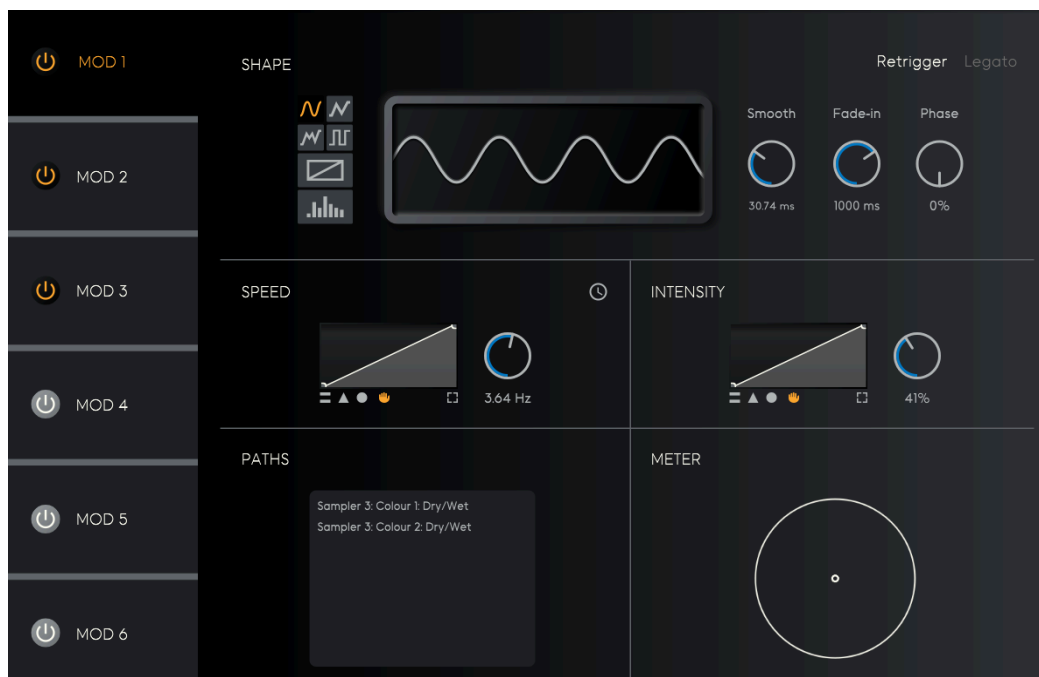 MOD 1
MOD 2
MOD 3
MOD 4
MOD 5
MOD 6
SHAPE
Retrigger Legato
Smooth Fade-in Phase
30.74 ms 1000 ms 0%
SPEED
3.64 Hz
INTENSITY
41%
PATHS
Sampler 3: Colour 1: Dry/Wet
Sampler 3: Colour 2: Dry/Wet
METER